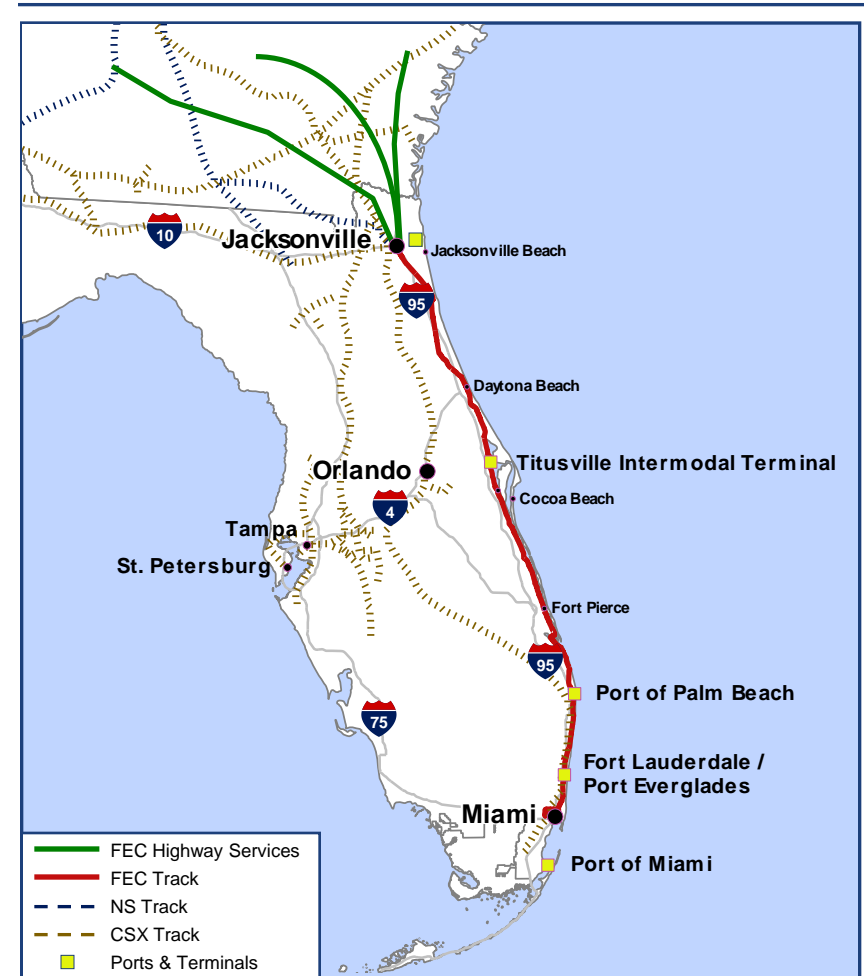 10
Jacksonville
Jacksonville Beach
95
Daytona Beach
Titusville Intermodal Terminal
Orlando
Cocoa Beach
4
Tampa
St. Petersburg
Fort Pierce
95
Port of Palm Beach
75
Fort Lauderdale /
Port Everglades
Miami
Port of Miami
FEC Highway Services
FEC Track
NS Track
CSX Track
Ports & Terminals